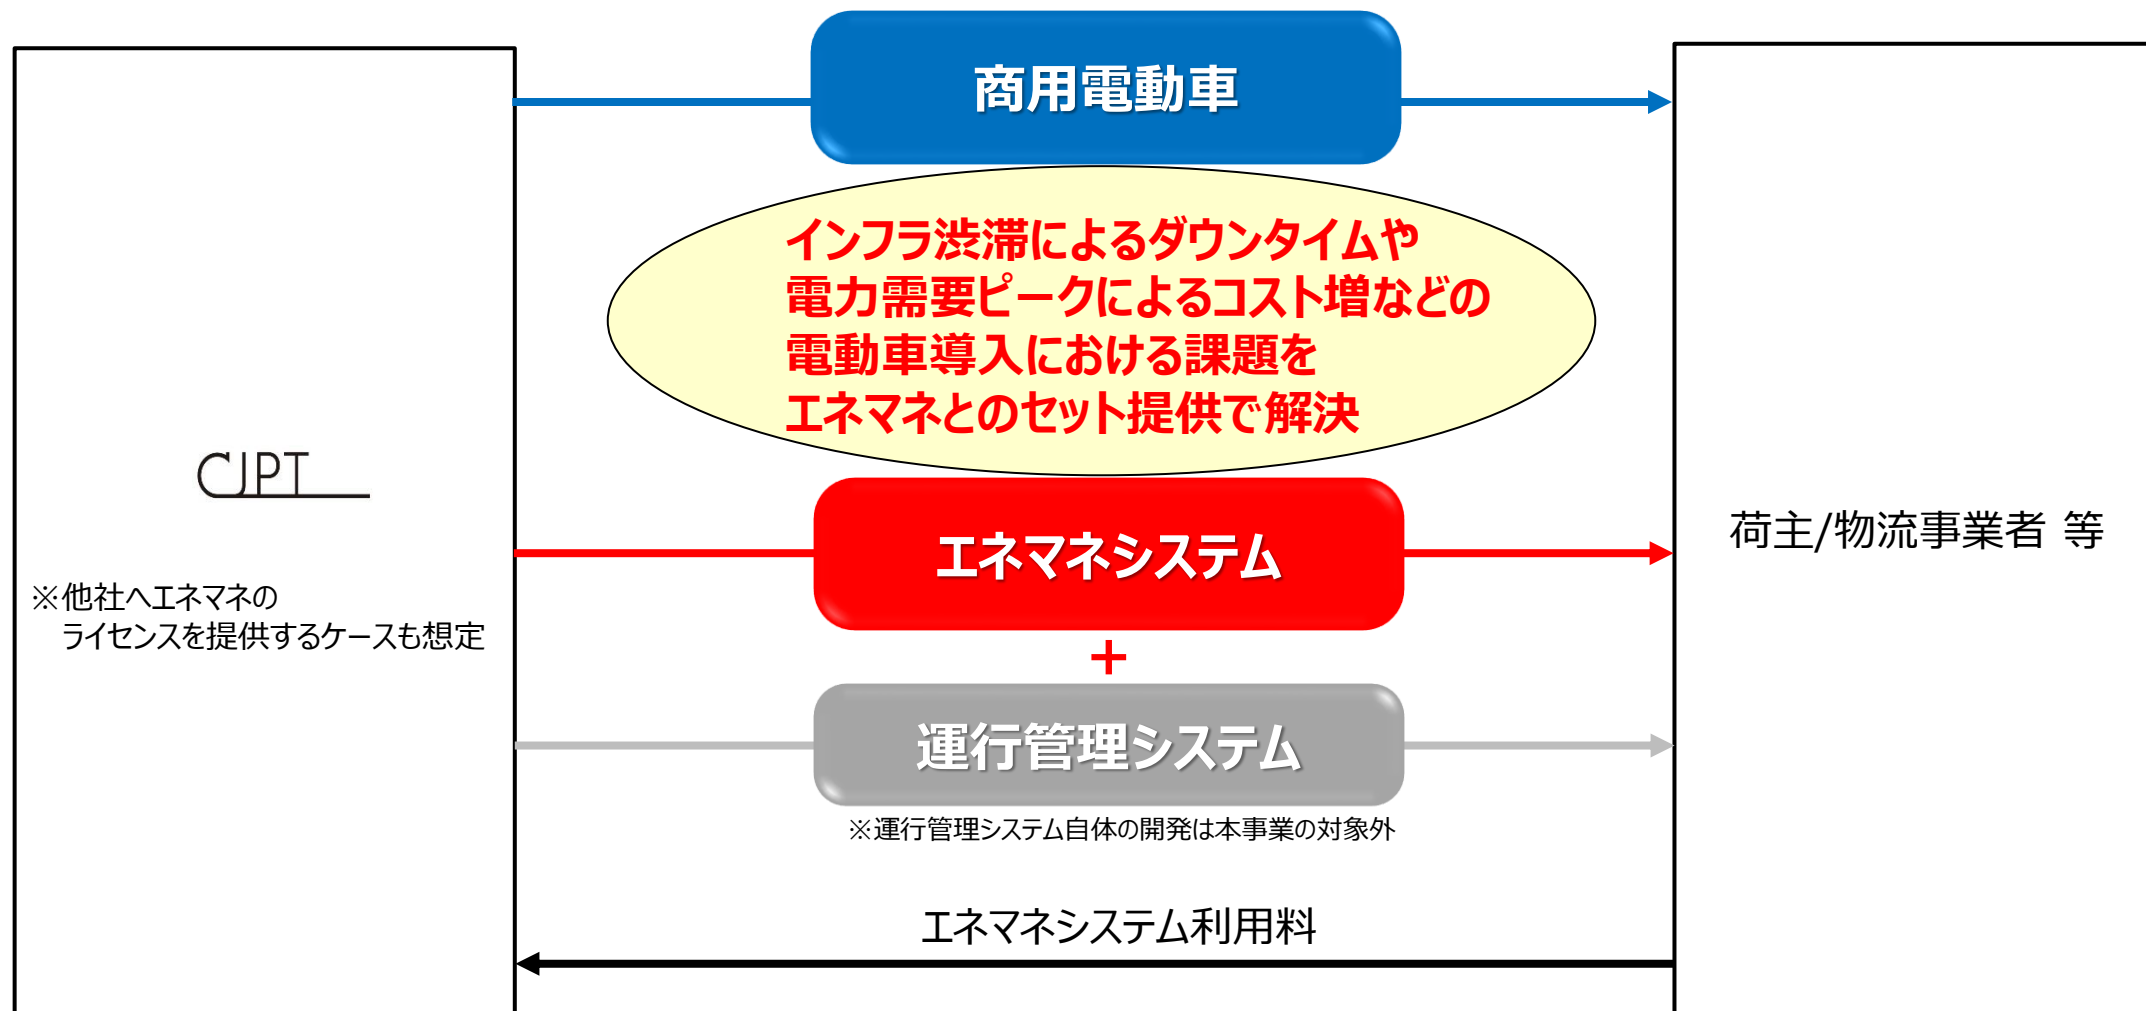 商用電動車
インフラ渋滞によるダウンタイムや
電力需要ピークによるコスト増などの
電動車導入における課題を
エネマネとのセット提供で解決
CJPT
※他社へエネマネの
ライセンスを提供するケースも想定
エネマネシステム
+
運行管理システム
※運行管理システム自体の開発は本事業の対象外
エネマネシステム利用料
荷主/物流事業者 等